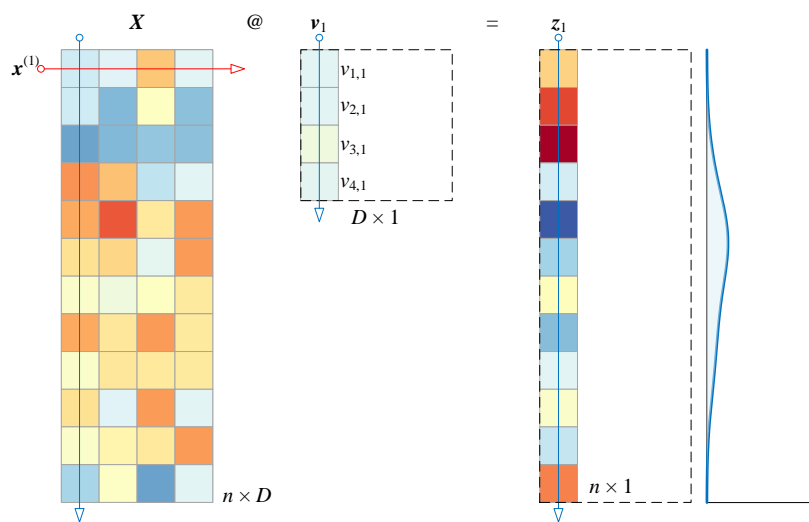 X @ v₁ = z₁
x⁽¹⁾
v₁,₁
v₂,₁
v₃,₁
v₄,₁
D × 1
n × D
n × 1